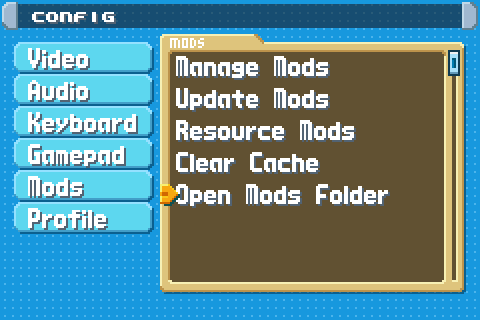 CONFIG
Video
Audio
Keyboard
Gamepad
Mods
Profile
MODS
Manage Mods
Update Mods
Resource Mods
Clear Cache
Open Mods Folder